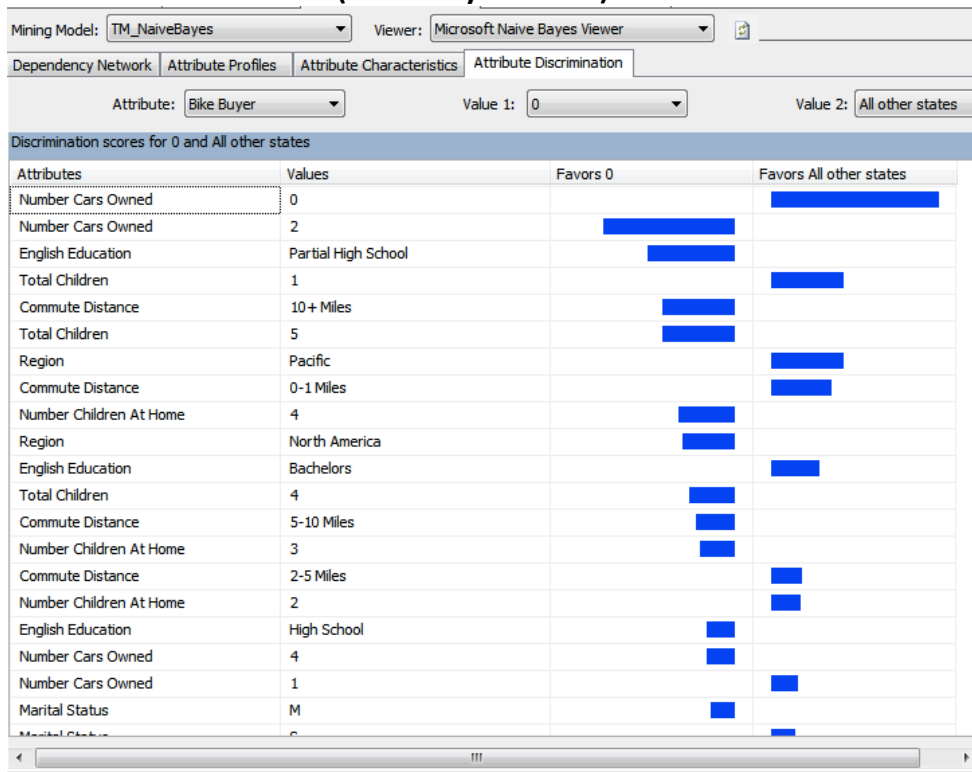 Mining Model: TM_NaiveBayes Viewer: Microsoft Naive Bayes Viewer
Dependency Network Attribute Profiles Attribute Characteristics Attribute Discrimination
Attribute: Bike Buyer Value 1: 0 Value 2: All other states
Discrimination scores for 0 and All other states
Attributes Values Favors 0 Favors All other states
Number Cars Owned 0
Number Cars Owned 2
English Education Partial High School
Total Children 1
Commute Distance 10+ Miles
Total Children 5
Region Pacific
Commute Distance 0-1 Miles
Number Children At Home 4
Region North America
English Education Bachelors
Total Children 4
Commute Distance 5-10 Miles
Number Children At Home 3
Commute Distance 2-5 Miles
Number Children At Home 2
English Education High School
Number Cars Owned 4
Number Cars Owned 1
Marital Status M